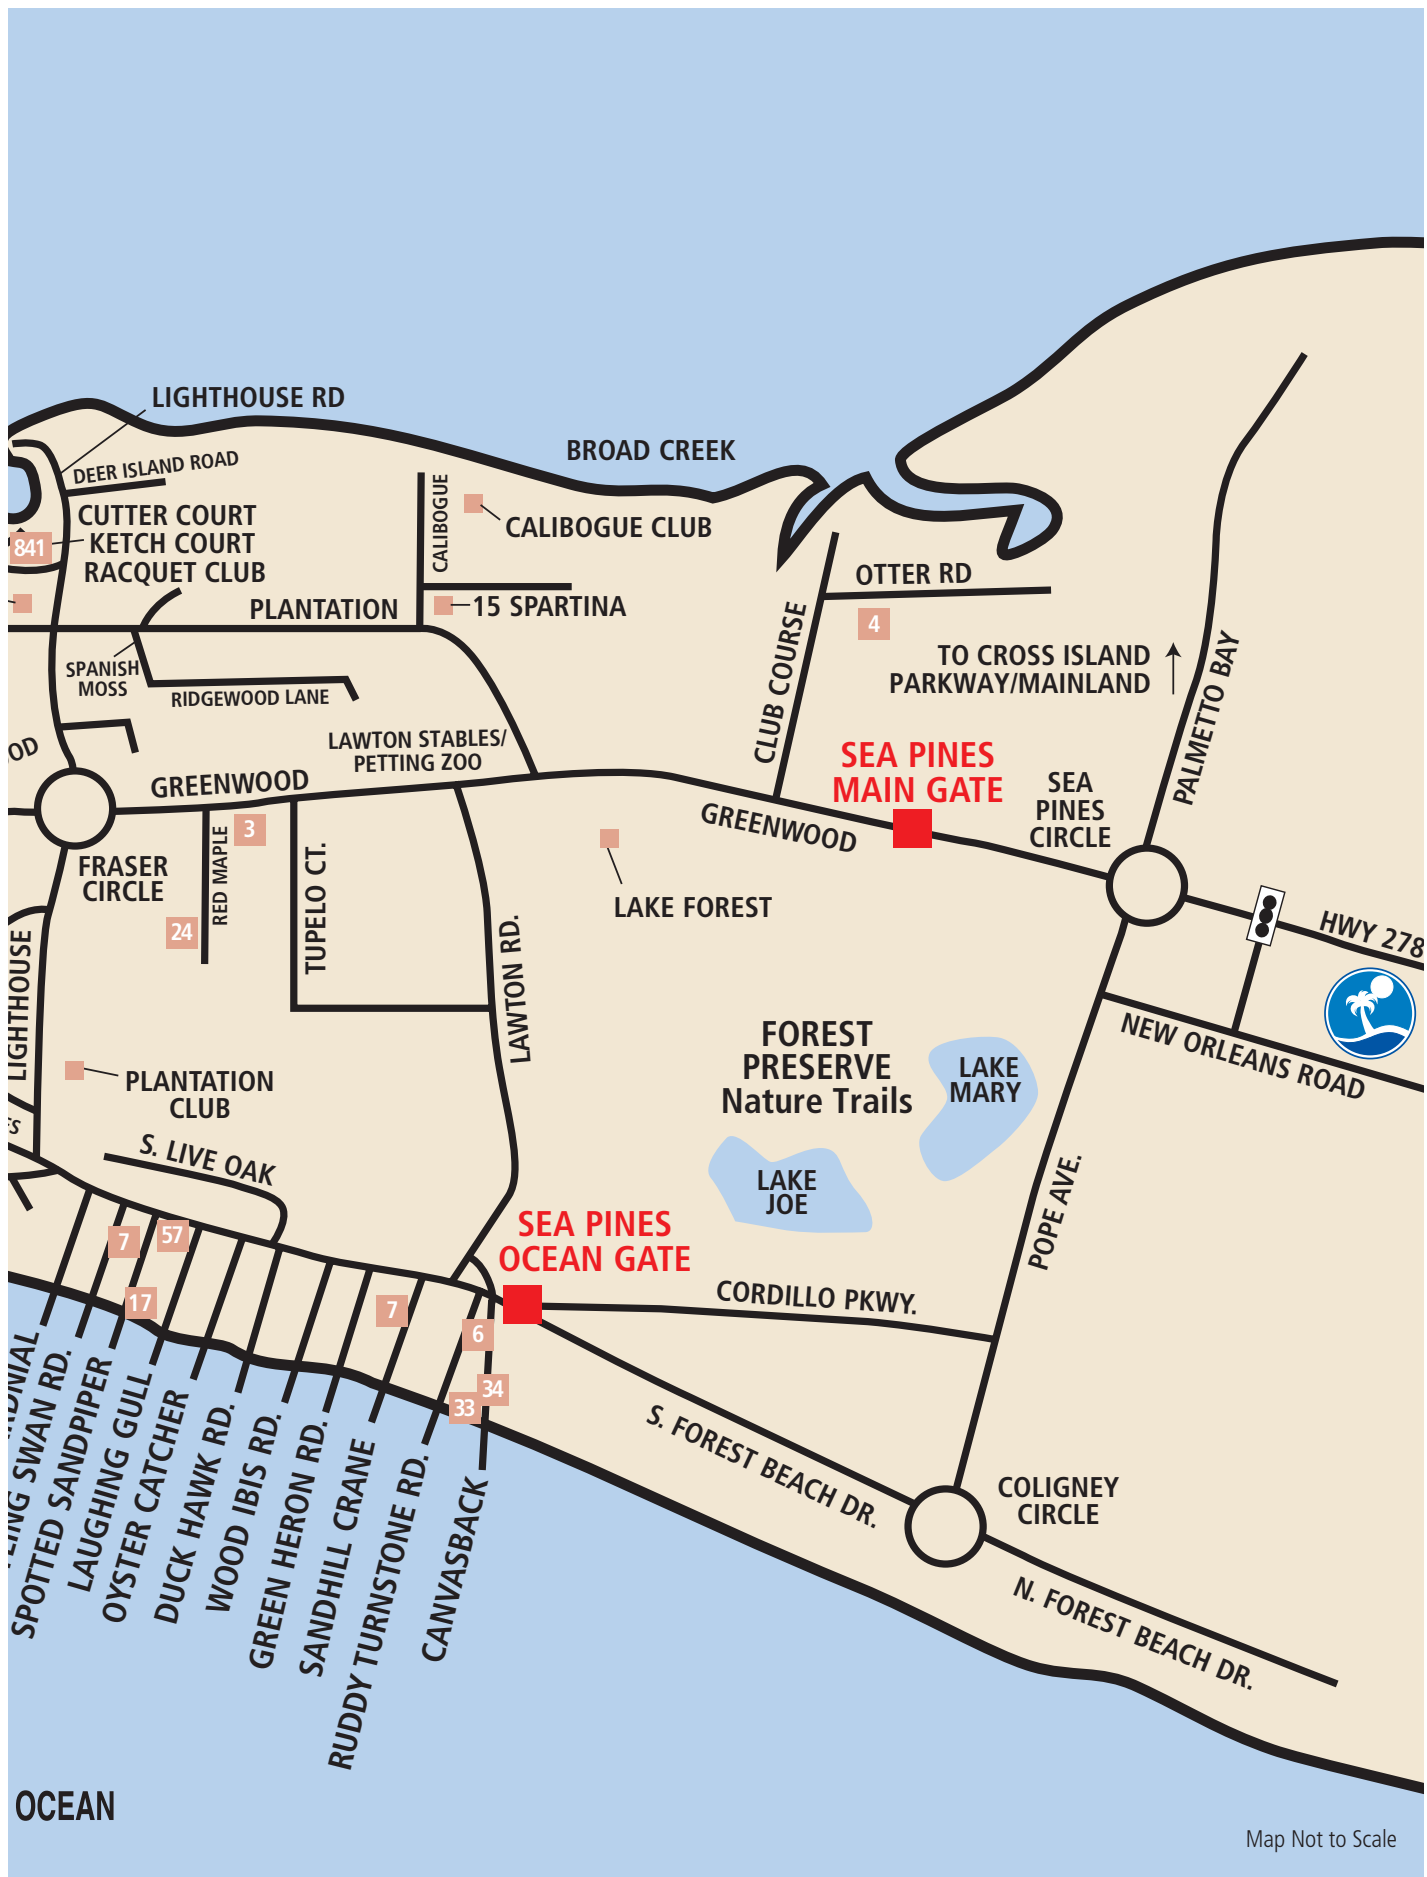 LIGHTHOUSE RD
BROAD CREEK
DEER ISLAND ROAD
CALIBOGUE
CUTTER COURT
KETCH COURT
RACQUET CLUB
841
CALIBOGUE CLUB
OTTER RD
PLANTATION
15 SPARTINA
4
CLUB COURSE
TO CROSS ISLAND
PARKWAY/MAINLAND
PALMETTO BAY
SPANISH
MOSS
RIDGEWOOD LANE
LAWTON STABLES/
PETTING ZOO
OD
GREENWOOD
SEA PINES
MAIN GATE
SEA
PINES
CIRCLE
GREENWOOD
3
RED MAPLE
FRASER
CIRCLE
TUPELO CT.
24
LAKE FOREST
HWY 278
LIGHTHOUSE
LAWTON RD.
FOREST
PRESERVE
Nature Trails
LAKE
MARY
NEW ORLEANS ROAD
PLANTATION
CLUB
ES
S. LIVE OAK
LAKE
JOE
POPE AVE.
SEA PINES
OCEAN GATE
7
57
17
7
6
34
33
CORDILLO PKWY.
S. FOREST BEACH DR.
COLIGNEY
CIRCLE
N. FOREST BEACH DR.
SWAN RD.
SPOTTED SANDPIPER
LAUGHING GULL
OYSTER CATCHER
DUCK HAWK RD.
WOOD IBIS RD.
GREEN HERON RD.
SANDHILL CRANE
RUDDY TURNSTONE RD.
CANVASBACK
OCEAN
Map Not to Scale